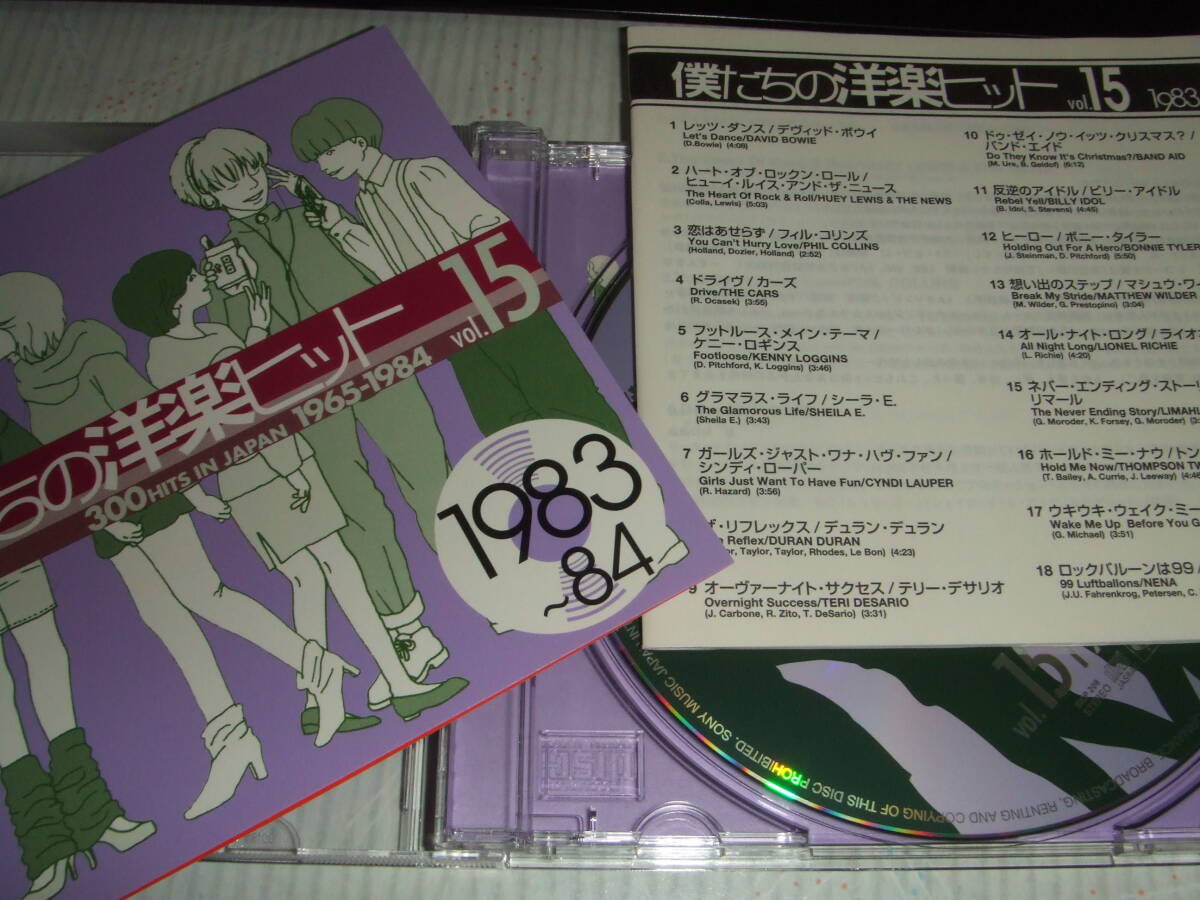 ちの洋楽ヒット vol.15
300 HITS IN JAPAN 1965-1984
1983
~84
僕たちの洋楽ヒット vol.15 1983
1 レッツ・ダンス / デヴィッド・ボウイ
Let's Dance/DAVID BOWIE
(D.Bowie) (4:08)
2 ハート・オブ・ロックン・ロール /
ヒューイ・ルイス・アンド・ザ・ニュース
The Heart Of Rock & Roll/HUEY LEWIS & THE NEWS
(Colla, Lewis) (5:03)
3 恋はあせらず / フィル・コリンズ
You Can't Hurry Love/PHIL COLLINS
(Holland, Dozier, Holland) (2:52)
4 ドライヴ / カーズ
Drive/THE CARS
(R. Ocasek) (3:55)
5 フットルース・メイン・テーマ /
ケニー・ロギンス
Footloose/KENNY LOGGINS
(D. Pitchford, K. Loggins) (3:46)
6 グラマラス・ライフ / シーラ・E.
The Glamorous Life/SHEILA E.
(Sheila E.) (3:43)
7 ガールズ・ジャスト・ワナ・ハヴ・ファン /
シンディ・ローパー
Girls Just Want To Have Fun/CYNDI LAUPER
(R. Hazard) (3:56)
ザ・リフレックス / デュラン・デュラン
Reflex/DURAN DURAN
Taylor, Taylor, Rhodes, Le Bon) (4:23)
9 オーヴァーナイト・サクセス / テリー・デサリオ
Overnight Success/TERI DESARIO
(J. Carbone, R. Zito, T. DeSario) (3:31)
10 ドゥ・ゼイ・ノウ・イッツ・クリスマス? /
バンド・エイド
Do They Know It's Christmas?/BAND AID
(M. Ure, B. Geldof) (6:12)
11 反逆のアイドル / ビリー・アイドル
Rebel Yell/BILLY IDOL
(B. Idol, S. Stevens) (4:45)
12 ヒーロー / ボニー・タイラー
Holding Out For A Hero/BONNIE TYLER
(J. Steinman, D. Pitchford) (5:50)
13 想い出のステップ / マシュウ・ワイ
Break My Stride/MATTHEW WILDER
(M. Wilder, G. Prestopino) (3:04)
14 オール・ナイト・ロング / ライオネ
All Night Long/LIONEL RICHIE
(L. Richie) (4:20)
15 ネバー・エンディング・ストー
リマール
The Never Ending Story/LIMAHL
(G. Moroder, K. Forsey, G. Moroder)
16 ホールド・ミー・ナウ / トン
Hold Me Now/THOMPSON TW
(T. Bailey, A. Currie, J. Leeway) (4:46
17 ウキウキ・ウェイク・ミー
Wake Me Up Before You G
(G. Michael) (3:51)
18 ロックバルーンは99 /
99 Luftballons/NENA
(J.U. Fahrenkrog, Petersen, C.
vol.15
STEREO
BROADCASTING, RENTING AND COPYING OF THIS DISC PROHIBITED. SONY MUSIC JAPAN
DISC